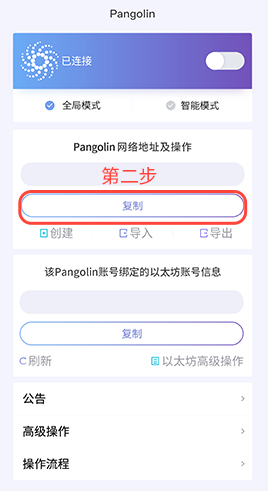 Pangolin
已连接
全局模式 智能模式
Pangolin 网络地址及操作
第二步
复制
创建 导入 导出
该Pangolin账号绑定的以太坊账号信息
复制
刷新 以太坊高级操作
公告
高级操作
操作流程